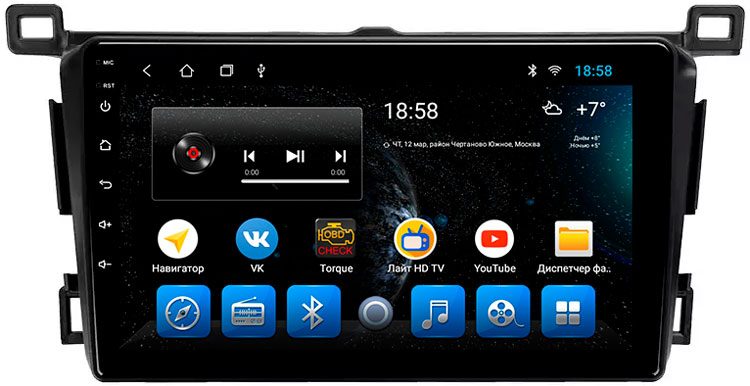 MIC
18:58
RST
18:58
+7°
ЧТ, 12 мар, район Чертаново Южное, Москва
Днём +8°
Ночью +5°
0:00
0:00
OBD
CHECK
Навигатор
VK
Torque
Лайт HD TV
YouTube
Диспетчер фа..